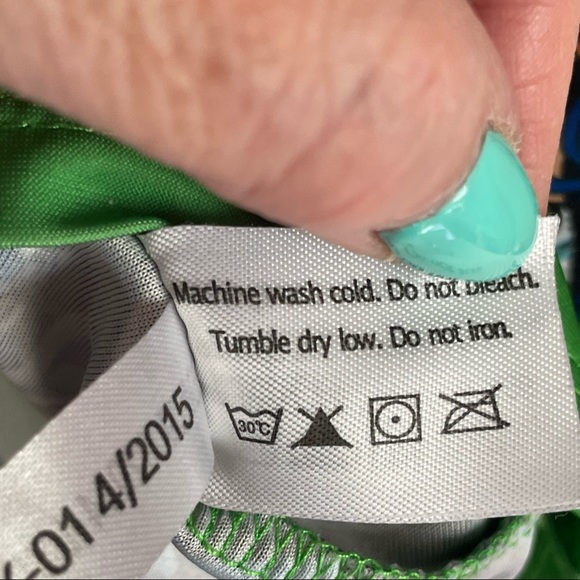 Machine wash cold. Do not bleach.
Tumble dry low. Do not iron.
30°C
-01 4/2015